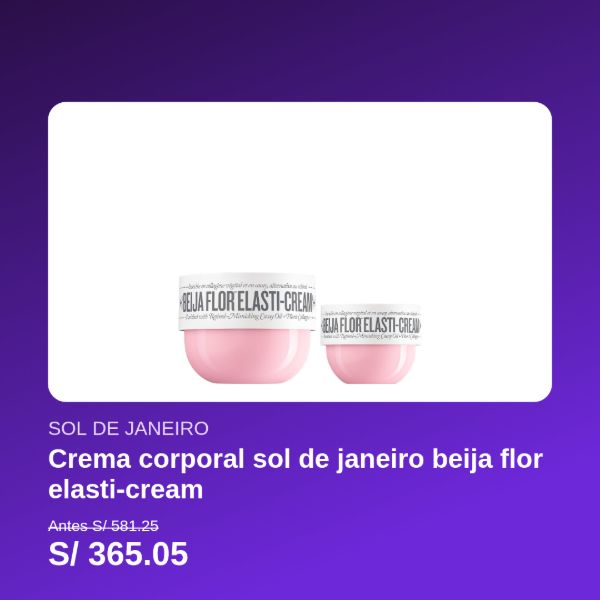 BEIJA FLOR ELASTI-CREAM
BEIJA FLOR ELASTI-CREAM
SOL DE JANEIRO
Crema corporal sol de janeiro beija flor
elasti-cream
Antes S/ 581.25
S/ 365.05